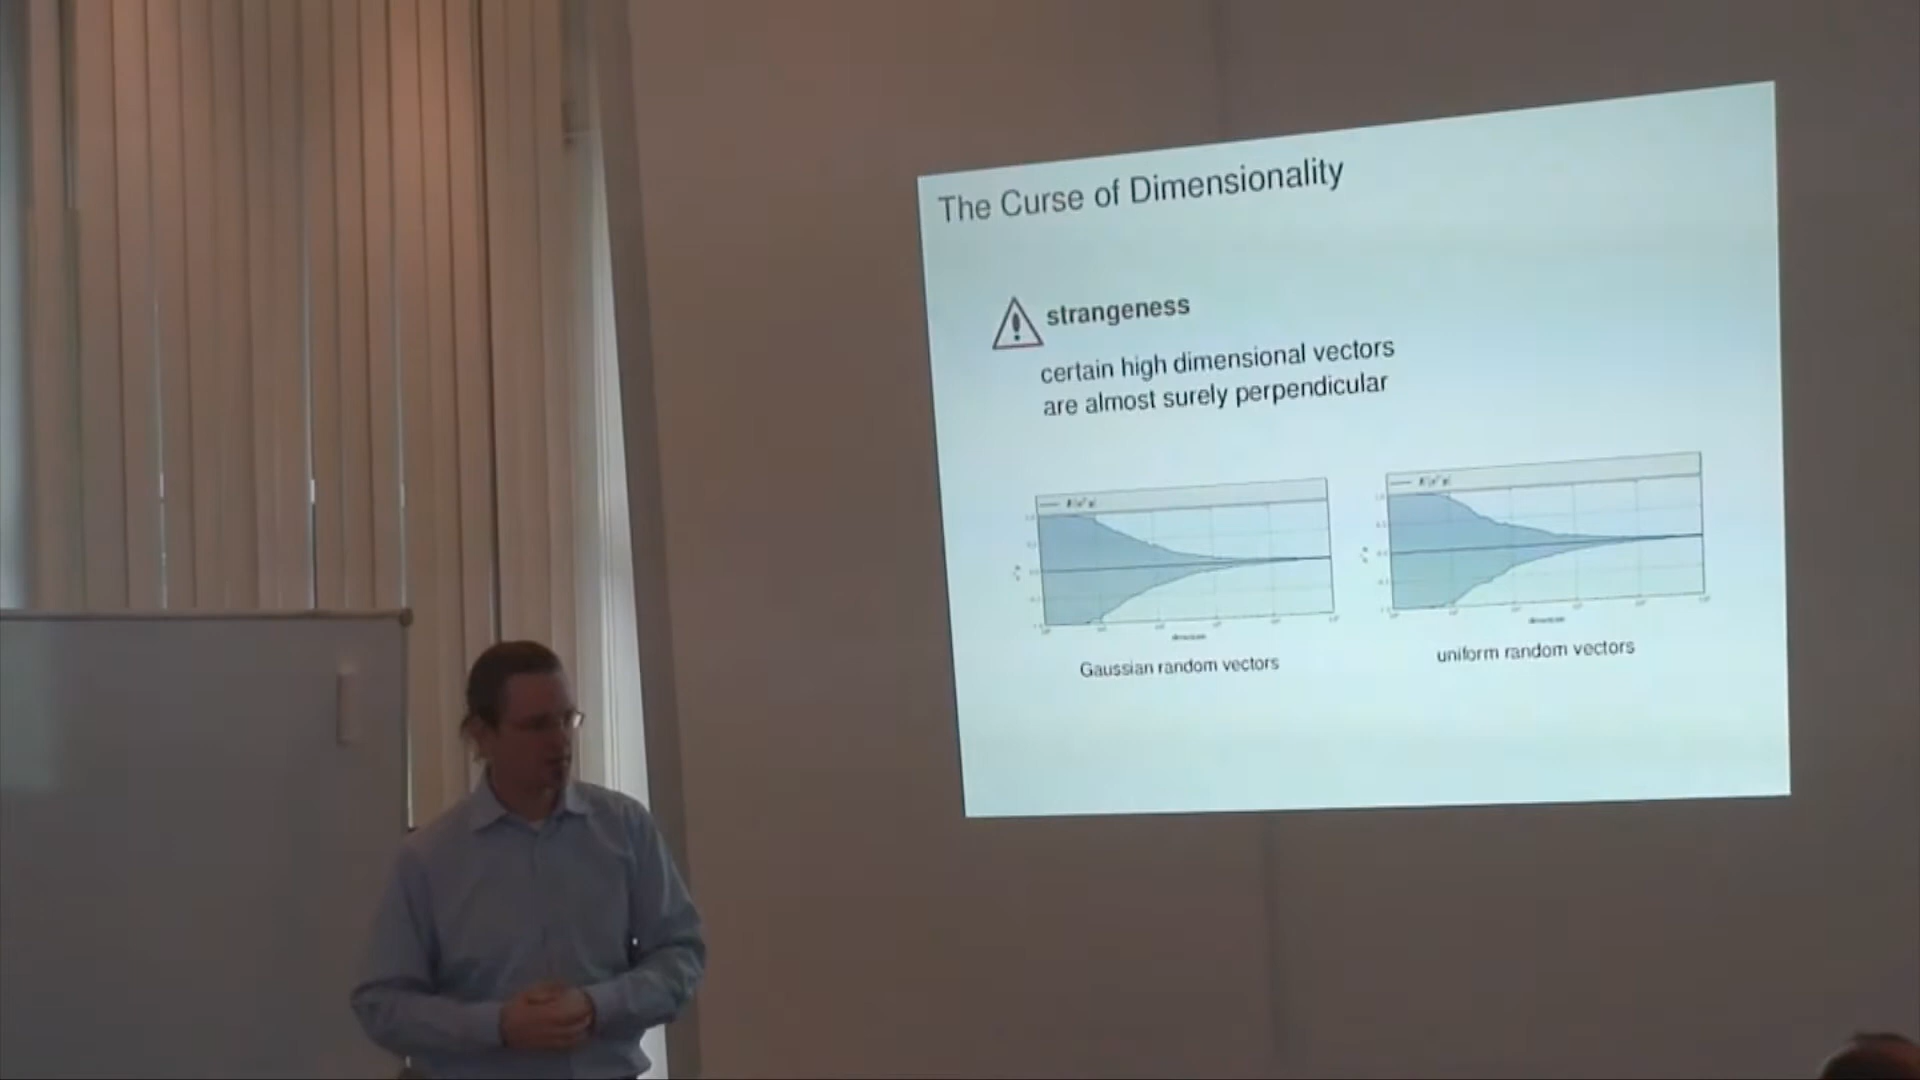 The Curse of Dimensionality
strangeness
certain high dimensional vectors
are almost surely perpendicular
Gaussian random vectors
uniform random vectors